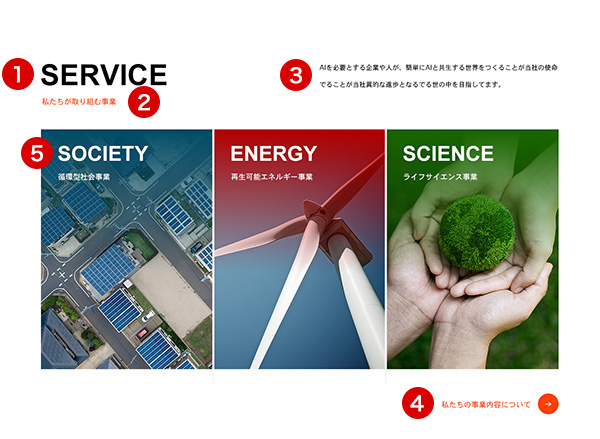 1 SERVICE
私たちが取り組む事業 2
3 AIを必要とする企業や人が、簡単にAIと共生する世界をつくることが当社の使命
でることが当社異的な進歩となるでる世の中を目指してます。
5 SOCIETY
循環型社会事業
ENERGY
再生可能エネルギー事業
SCIENCE
ライフサイエンス事業
4 私たちの事業内容について